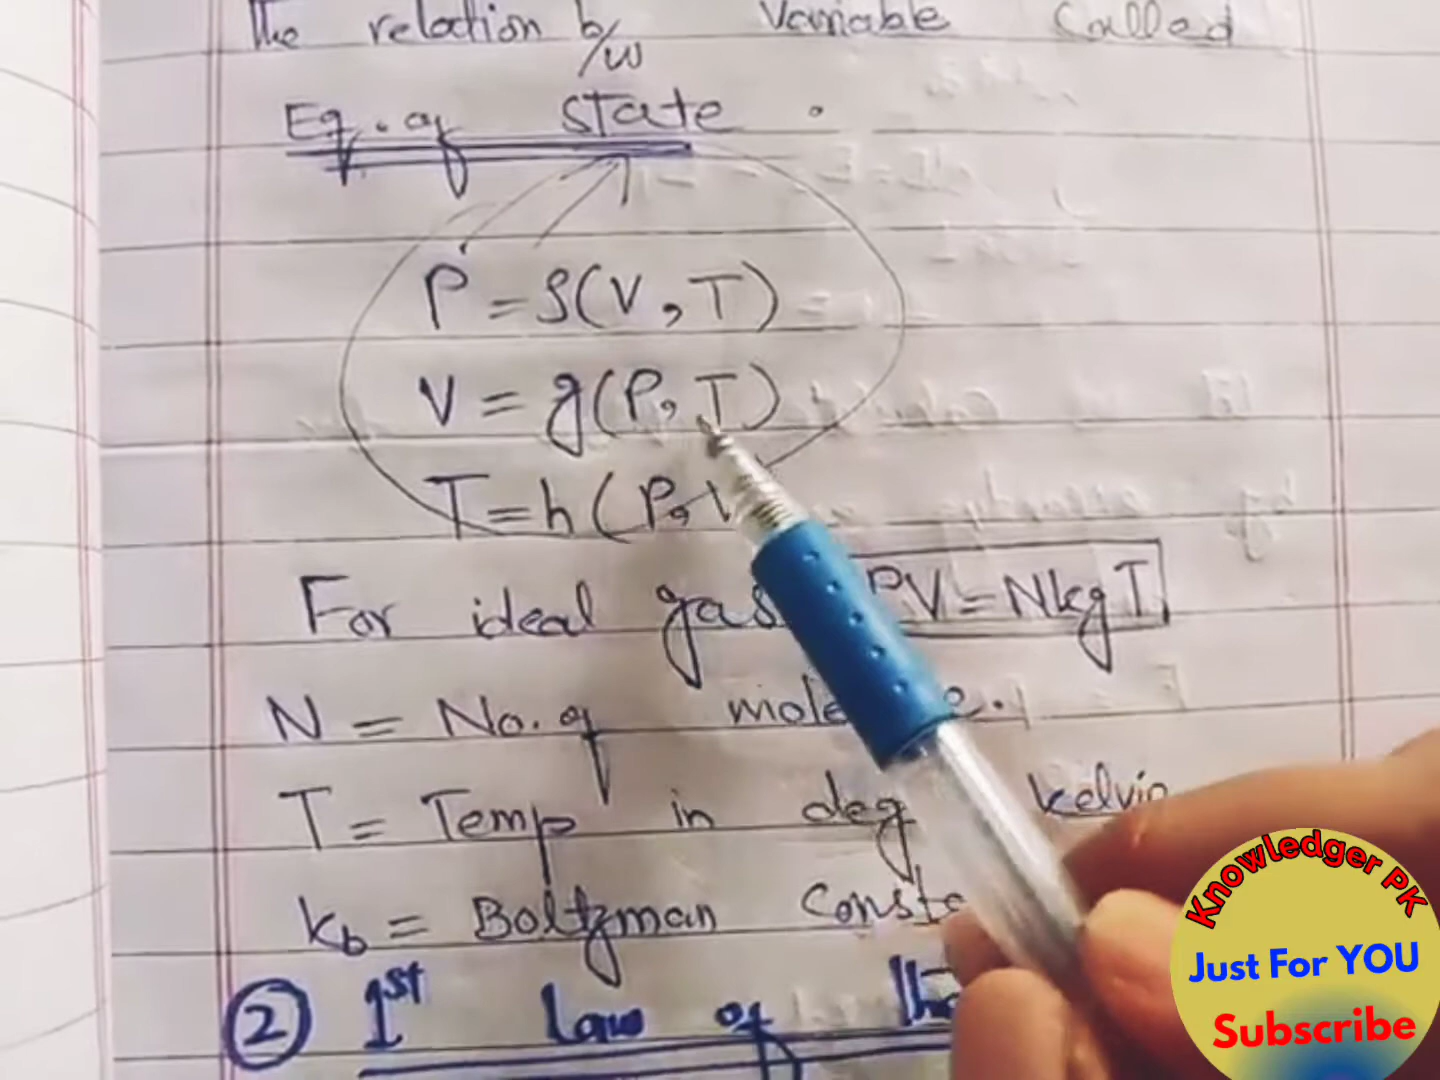 The relation b/w Variable Called
Eq. of state .
P = f(V, T)
V = g(P, T)
T = h(P,
For ideal gas PV = NkBT
N = No. of
T = Temp in deg kelvin
kb = Boltzman
② 1st law of
Knowledger PK
Just For YOU
Subscribe